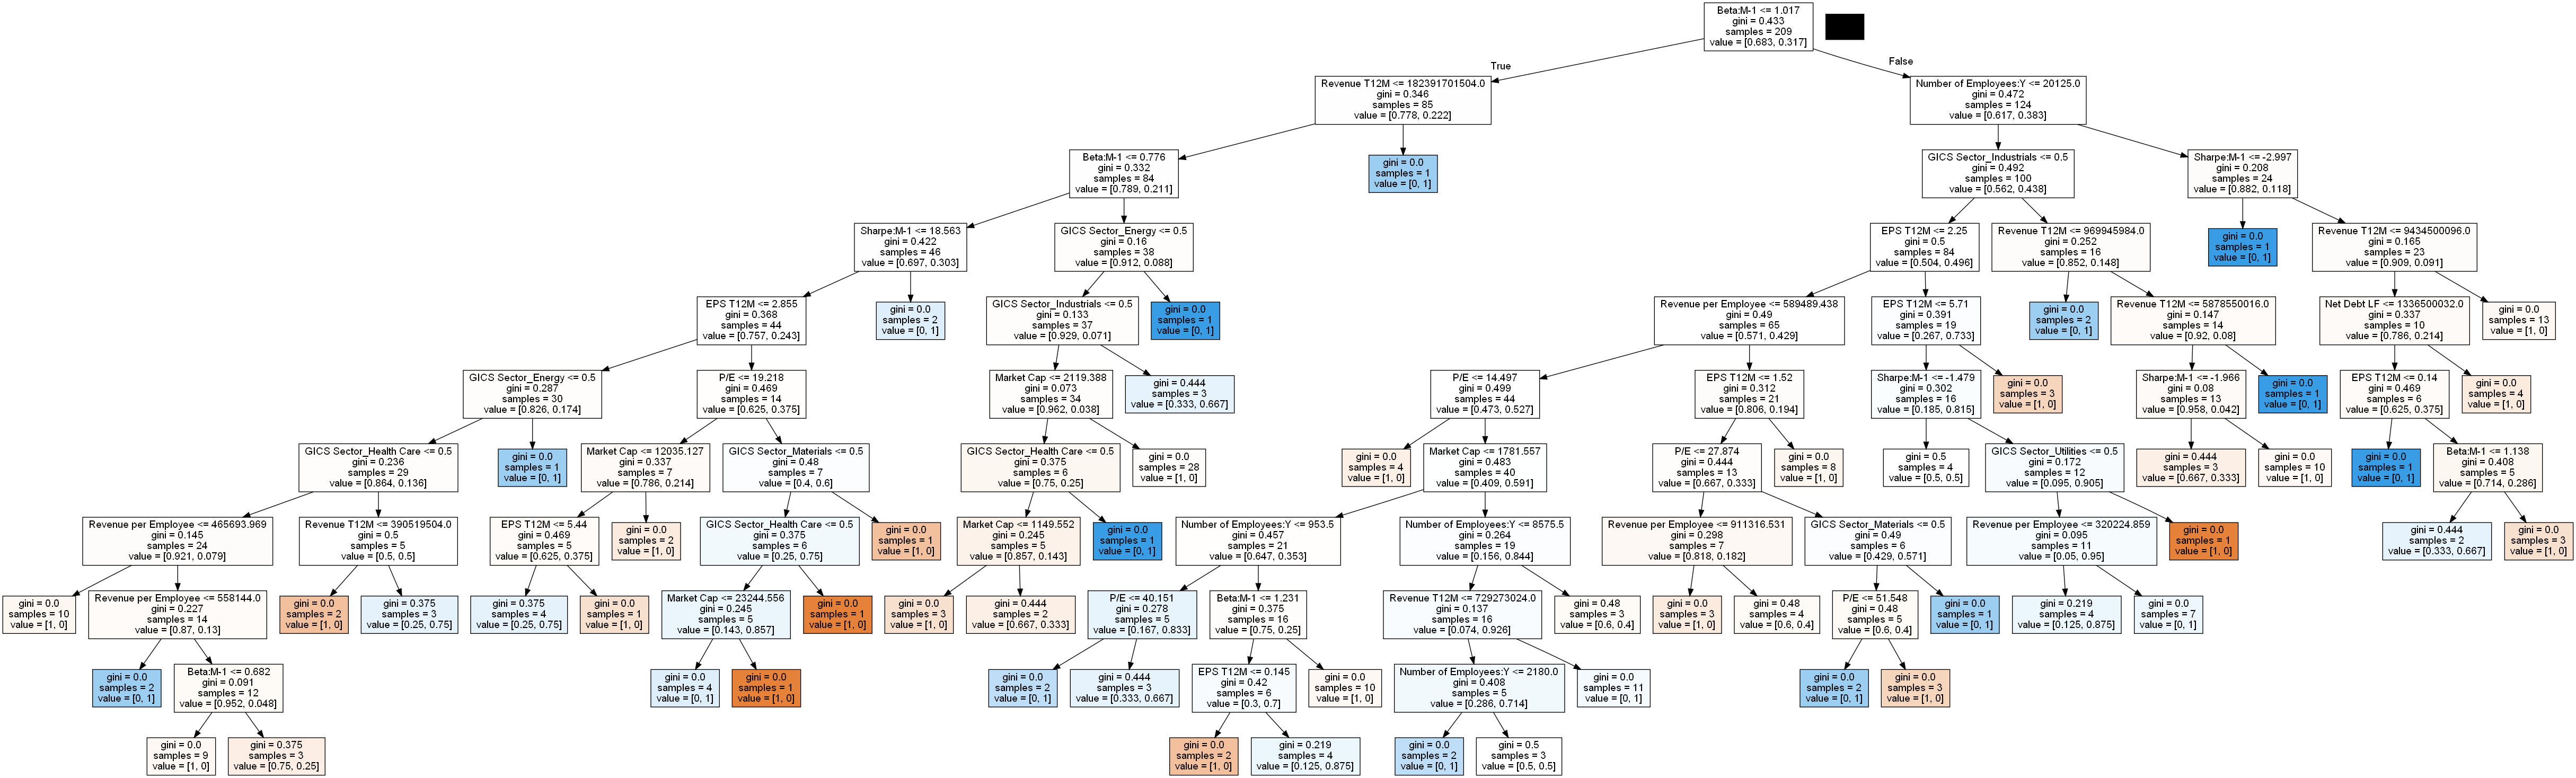 Beta:M-1 <= 1.017
gini = 0.433
samples = 209
value = [0.683, 0.317]
True
False
Revenue T12M <= 182391701504.0
gini = 0.346
samples = 85
value = [0.778, 0.222]
Number of Employees:Y <= 20125.0
gini = 0.472
samples = 124
value = [0.617, 0.383]
Beta:M-1 <= 0.776
gini = 0.332
samples = 84
value = [0.789, 0.211]
gini = 0.0
samples = 1
value = [0, 1]
GICS Sector_Industrials <= 0.5
gini = 0.492
samples = 100
value = [0.562, 0.438]
Sharpe:M-1 <= -2.997
gini = 0.208
samples = 24
value = [0.882, 0.118]
Sharpe:M-1 <= 18.563
gini = 0.422
samples = 46
value = [0.697, 0.303]
GICS Sector_Energy <= 0.5
gini = 0.16
samples = 38
value = [0.912, 0.088]
EPS T12M <= 2.25
gini = 0.5
samples = 84
value = [0.504, 0.496]
Revenue T12M <= 969945984.0
gini = 0.252
samples = 16
value = [0.852, 0.148]
gini = 0.0
samples = 1
value = [0, 1]
Revenue T12M <= 9434500096.0
gini = 0.165
samples = 23
value = [0.909, 0.091]
EPS T12M <= 2.855
gini = 0.368
samples = 44
value = [0.757, 0.243]
gini = 0.0
samples = 2
value = [0, 1]
GICS Sector_Industrials <= 0.5
gini = 0.133
samples = 37
value = [0.929, 0.071]
gini = 0.0
samples = 1
value = [0, 1]
Revenue per Employee <= 589489.438
gini = 0.49
samples = 65
value = [0.571, 0.429]
EPS T12M <= 5.71
gini = 0.391
samples = 19
value = [0.267, 0.733]
gini = 0.0
samples = 2
value = [0, 1]
Revenue T12M <= 5878550016.0
gini = 0.147
samples = 14
value = [0.92, 0.08]
Net Debt LF <= 1336500032.0
gini = 0.337
samples = 10
value = [0.786, 0.214]
gini = 0.0
samples = 13
value = [1, 0]
GICS Sector_Energy <= 0.5
gini = 0.287
samples = 30
value = [0.826, 0.174]
P/E <= 19.218
gini = 0.469
samples = 14
value = [0.625, 0.375]
Market Cap <= 2119.388
gini = 0.073
samples = 34
value = [0.962, 0.038]
gini = 0.444
samples = 3
value = [0.333, 0.667]
P/E <= 14.497
gini = 0.499
samples = 44
value = [0.473, 0.527]
EPS T12M <= 1.52
gini = 0.312
samples = 21
value = [0.806, 0.194]
Sharpe:M-1 <= -1.479
gini = 0.302
samples = 16
value = [0.185, 0.815]
gini = 0.0
samples = 3
value = [1, 0]
Sharpe:M-1 <= -1.966
gini = 0.08
samples = 13
value = [0.958, 0.042]
gini = 0.0
samples = 1
value = [0, 1]
EPS T12M <= 0.14
gini = 0.469
samples = 6
value = [0.625, 0.375]
gini = 0.0
samples = 4
value = [1, 0]
GICS Sector_Health Care <= 0.5
gini = 0.236
samples = 29
value = [0.864, 0.136]
gini = 0.0
samples = 1
value = [0, 1]
Market Cap <= 12035.127
gini = 0.337
samples = 7
value = [0.786, 0.214]
GICS Sector_Materials <= 0.5
gini = 0.48
samples = 7
value = [0.4, 0.6]
GICS Sector_Health Care <= 0.5
gini = 0.375
samples = 6
value = [0.75, 0.25]
gini = 0.0
samples = 28
value = [1, 0]
gini = 0.0
samples = 4
value = [1, 0]
Market Cap <= 1781.557
gini = 0.483
samples = 40
value = [0.409, 0.591]
P/E <= 27.874
gini = 0.444
samples = 13
value = [0.667, 0.333]
gini = 0.0
samples = 8
value = [1, 0]
gini = 0.5
samples = 4
value = [0.5, 0.5]
GICS Sector_Utilities <= 0.5
gini = 0.172
samples = 12
value = [0.095, 0.905]
gini = 0.444
samples = 3
value = [0.667, 0.333]
gini = 0.0
samples = 10
value = [1, 0]
gini = 0.0
samples = 1
value = [0, 1]
Beta:M-1 <= 1.138
gini = 0.408
samples = 5
value = [0.714, 0.286]
Revenue per Employee <= 465693.969
gini = 0.145
samples = 24
value = [0.921, 0.079]
Revenue T12M <= 390519504.0
gini = 0.5
samples = 5
value = [0.5, 0.5]
EPS T12M <= 5.44
gini = 0.469
samples = 5
value = [0.625, 0.375]
gini = 0.0
samples = 2
value = [1, 0]
GICS Sector_Health Care <= 0.5
gini = 0.375
samples = 6
value = [0.25, 0.75]
gini = 0.0
samples = 1
value = [1, 0]
Market Cap <= 1149.552
gini = 0.245
samples = 5
value = [0.857, 0.143]
gini = 0.0
samples = 1
value = [0, 1]
Number of Employees:Y <= 953.5
gini = 0.457
samples = 21
value = [0.647, 0.353]
Number of Employees:Y <= 8575.5
gini = 0.264
samples = 19
value = [0.156, 0.844]
Revenue per Employee <= 911316.531
gini = 0.298
samples = 7
value = [0.818, 0.182]
GICS Sector_Materials <= 0.5
gini = 0.49
samples = 6
value = [0.429, 0.571]
Revenue per Employee <= 320224.859
gini = 0.095
samples = 11
value = [0.05, 0.95]
gini = 0.0
samples = 1
value = [1, 0]
gini = 0.444
samples = 2
value = [0.333, 0.667]
gini = 0.0
samples = 3
value = [1, 0]
gini = 0.0
samples = 10
value = [1, 0]
Revenue per Employee <= 558144.0
gini = 0.227
samples = 14
value = [0.87, 0.13]
gini = 0.0
samples = 2
value = [1, 0]
gini = 0.375
samples = 3
value = [0.25, 0.75]
gini = 0.375
samples = 4
value = [0.25, 0.75]
gini = 0.0
samples = 1
value = [1, 0]
Market Cap <= 23244.556
gini = 0.245
samples = 5
value = [0.143, 0.857]
gini = 0.0
samples = 1
value = [1, 0]
gini = 0.0
samples = 3
value = [1, 0]
gini = 0.444
samples = 2
value = [0.667, 0.333]
P/E <= 40.151
gini = 0.278
samples = 5
value = [0.167, 0.833]
Beta:M-1 <= 1.231
gini = 0.375
samples = 16
value = [0.75, 0.25]
Revenue T12M <= 729273024.0
gini = 0.137
samples = 16
value = [0.074, 0.926]
gini = 0.48
samples = 3
value = [0.6, 0.4]
gini = 0.0
samples = 3
value = [1, 0]
gini = 0.48
samples = 4
value = [0.6, 0.4]
P/E <= 51.548
gini = 0.48
samples = 5
value = [0.6, 0.4]
gini = 0.0
samples = 1
value = [0, 1]
gini = 0.219
samples = 4
value = [0.125, 0.875]
gini = 0.0
samples = 7
value = [0, 1]
gini = 0.0
samples = 2
value = [0, 1]
Beta:M-1 <= 0.682
gini = 0.091
samples = 12
value = [0.952, 0.048]
gini = 0.0
samples = 4
value = [0, 1]
gini = 0.0
samples = 1
value = [1, 0]
gini = 0.0
samples = 2
value = [0, 1]
gini = 0.444
samples = 3
value = [0.333, 0.667]
EPS T12M <= 0.145
gini = 0.42
samples = 6
value = [0.3, 0.7]
gini = 0.0
samples = 10
value = [1, 0]
Number of Employees:Y <= 2180.0
gini = 0.408
samples = 5
value = [0.286, 0.714]
gini = 0.0
samples = 11
value = [0, 1]
gini = 0.0
samples = 2
value = [0, 1]
gini = 0.0
samples = 3
value = [1, 0]
gini = 0.0
samples = 9
value = [1, 0]
gini = 0.375
samples = 3
value = [0.75, 0.25]
gini = 0.0
samples = 2
value = [1, 0]
gini = 0.219
samples = 4
value = [0.125, 0.875]
gini = 0.0
samples = 2
value = [0, 1]
gini = 0.5
samples = 3
value = [0.5, 0.5]